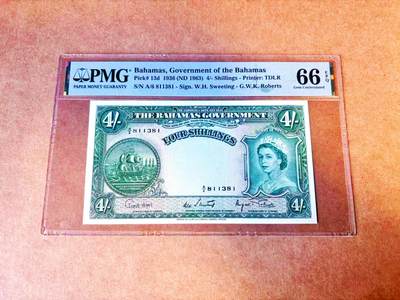 PMG
PAPER MONEY GUARANTY
Bahamas, Government of the Bahamas
Pick# 13d 1936 (ND 1963) 4/- Shillings - Printer: TDLR
S/N A/6 811381 - Sign. W.H. Sweeting - G.W.K. Roberts
66 EPQ
Gem Uncirculated
4/-
THE BAHAMAS GOVERNMENT
4/-
FOUR SHILLINGS
A/6 811381
A/6 811381
4/-
4/-